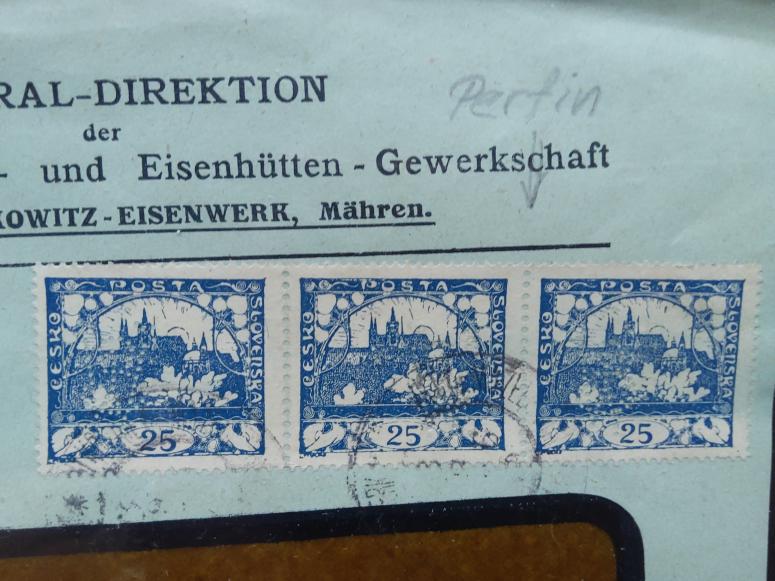 RAL-DIREKTION
Perfin
der
- und Eisenhütten - Gewerkschaft
KOWITZ - EISENWERK, Mähren.
POSTA
ČESKO
SLOVENSKÁ
25
POSTA
ČESKO
SLOVENSKÁ
25
POSTA
ČESKO
SLOVENSKÁ
25